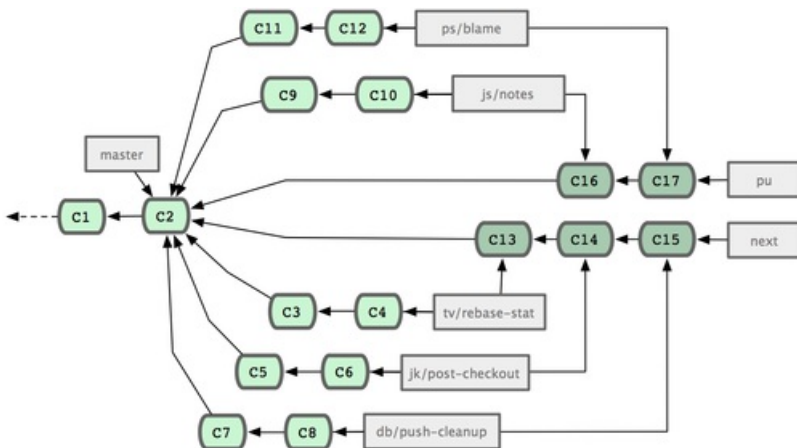 C11 C12 ps/blame
C9 C10 js/notes
master
C16 C17 pu
C1 C2
C13 C14 C15 next
C3 C4 tv/rebase-stat
C5 C6 jk/post-checkout
C7 C8 db/push-cleanup